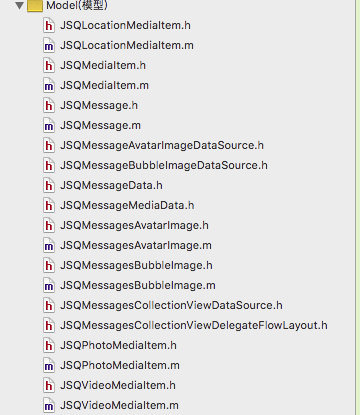 Model(模型)
h JSQLocationMediaItem.h
m JSQLocationMediaItem.m
h JSQMediaItem.h
m JSQMediaItem.m
h JSQMessage.h
m JSQMessage.m
h JSQMessageAvatarImageDataSource.h
h JSQMessageBubbleImageDataSource.h
h JSQMessageData.h
h JSQMessageMediaData.h
h JSQMessagesAvatarImage.h
m JSQMessagesAvatarImage.m
h JSQMessagesBubbleImage.h
m JSQMessagesBubbleImage.m
h JSQMessagesCollectionViewDataSource.h
h JSQMessagesCollectionViewDelegateFlowLayout.h
h JSQPhotoMediaItem.h
m JSQPhotoMediaItem.m
h JSQVideoMediaItem.h
m JSQVideoMediaItem.m